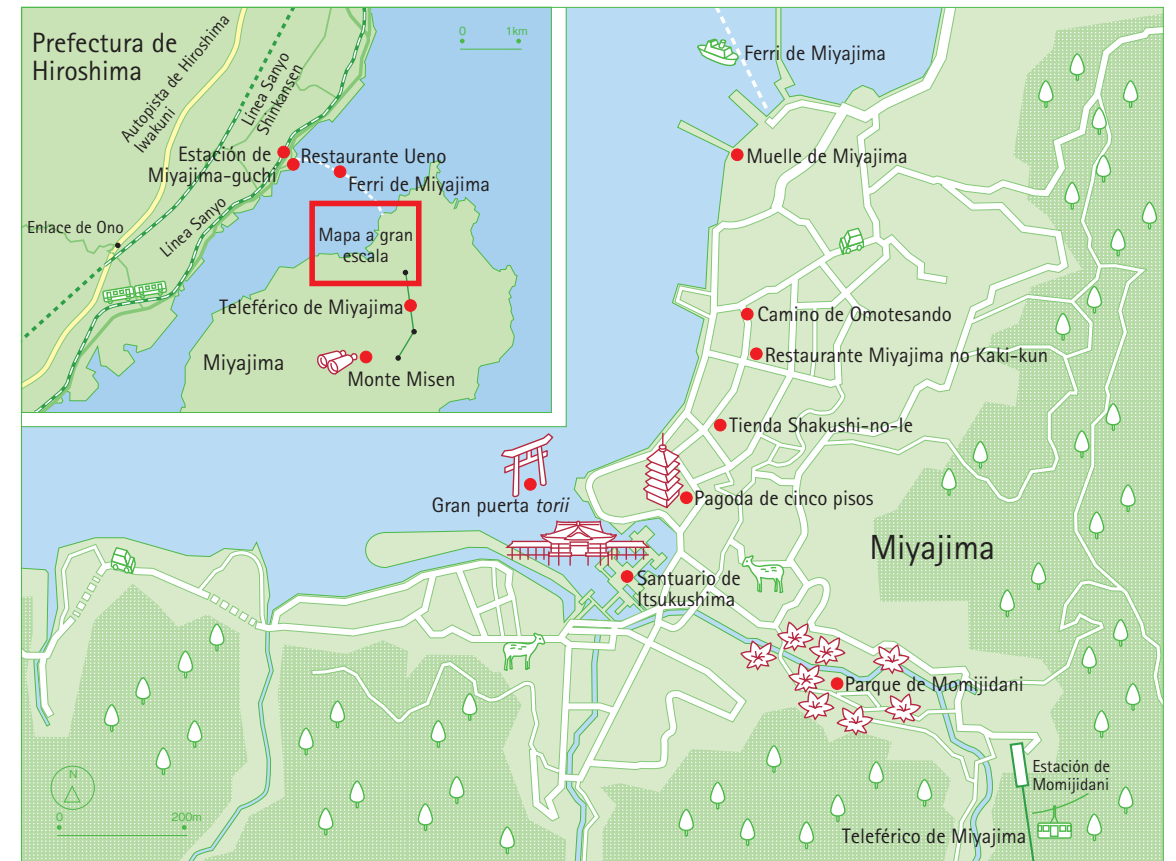 Prefectura de
Hiroshima
0 1km
Autopista de Hiroshima
Iwakuni
Línea Sanyo
Shinkansen
Estación de
Miyajima-guchi
Restaurante Ueno
Ferri de Miyajima
Enlace de Ono
Línea Sanyo
Mapa a gran
escala
Teleférico de Miyajima
Miyajima
Monte Misen
Ferri de Miyajima
Muelle de Miyajima
Camino de Omotesando
Restaurante Miyajima no Kaki-kun
Tienda Shakushi-no-Ie
Gran puerta torii
Pagoda de cinco pisos
Miyajima
Santuario de
Itsukushima
Parque de Momijidani
Estación de
Momijidani
Teleférico de Miyajima
N
0 200m